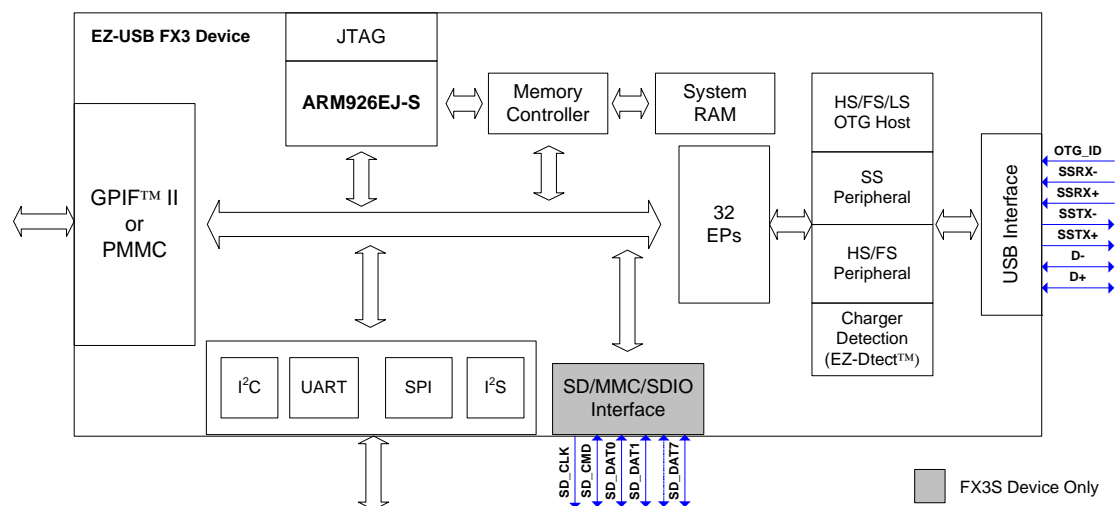 EZ-USB FX3 Device
JTAG
ARM926EJ-S
Memory
Controller
System
RAM
HS/FS/LS
OTG Host
SS
Peripheral
HS/FS
Peripheral
Charger
Detection
(EZ-Dtect™)
32
EPs
USB Interface
OTG_ID
SSRX-
SSRX+
SSTX-
SSTX+
D-
D+
GPIF™ II
or
PMMC
I²C
UART
SPI
I²S
SD/MMC/SDIO
Interface
SD_CLK
SD_CMD
SD_DAT0
SD_DAT1
SD_DAT7
FX3S Device Only